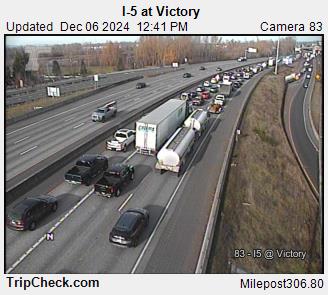 I-5 at Victory
Updated  Dec 06 2024  12:41 PM
Camera 83
N
83 - I5 @ Victory
TripCheck.com
Milepost306.80